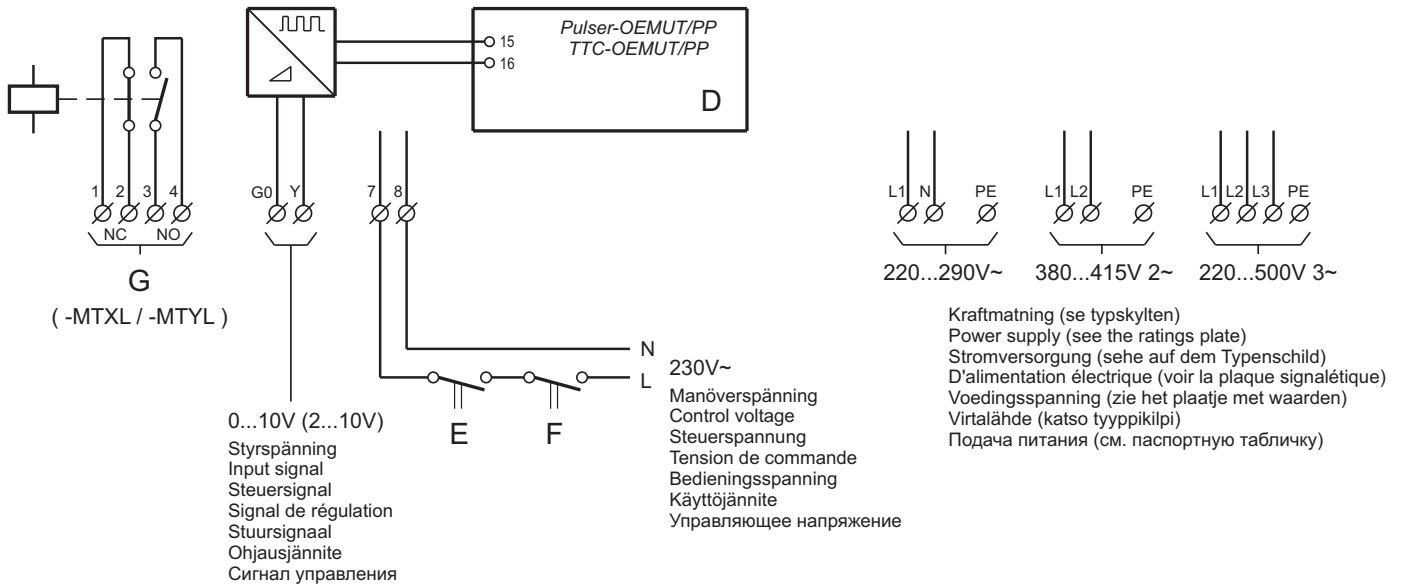 Pulser-OEMUT/PP
TTC-OEMUT/PP
15
16
D
1 2 3 4
NC NO
G
( -MTXL / -MTYL )
G0 Y
7 8
0...10V (2...10V)
Styrspänning
Input signal
Steuersignal
Signal de régulation
Stuursignaal
Ohjausjännite
Сигнал управления
E F
N
L
230V~
Manöverspänning
Control voltage
Steuerspannung
Tension de commande
Bedieningsspanning
Käyttöjännite
Управляющее напряжение
L1 N PE
220...290V~
L1 L2 PE
380...415V 2~
L1 L2 L3 PE
220...500V 3~
Kraftmatning (se typskylten)
Power supply (see the ratings plate)
Stromversorgung (sehe auf dem Typenschild)
D'alimentation électrique (voir la plaque signalétique)
Voedingsspanning (zie het plaatje met waarden)
Virtalähde (katso tyyppikilpi)
Подача питания (см. паспортную табличку)